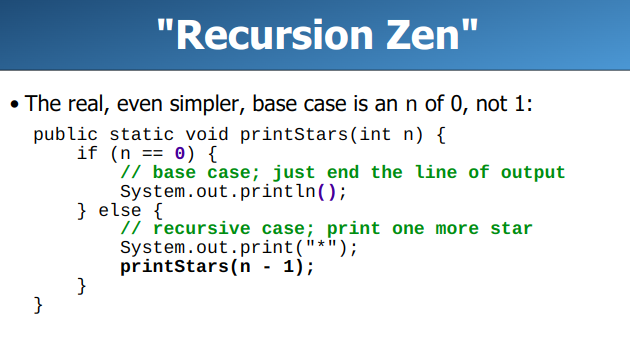 "Recursion Zen"
• The real, even simpler, base case is an n of 0, not 1:
public static void printStars(int n) {
    if (n == 0) {
        // base case; just end the line of output
        System.out.println();
    } else {
        // recursive case; print one more star
        System.out.print("*");
        printStars(n - 1);
    }
}